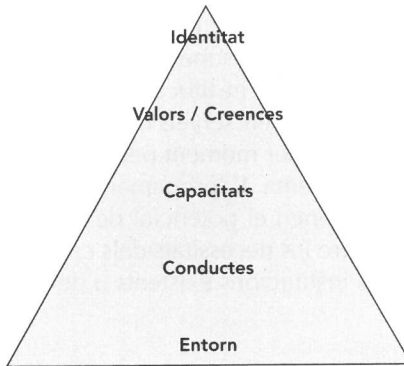 Identitat
Valors / Creences
Capacitats
Conductes
Entorn